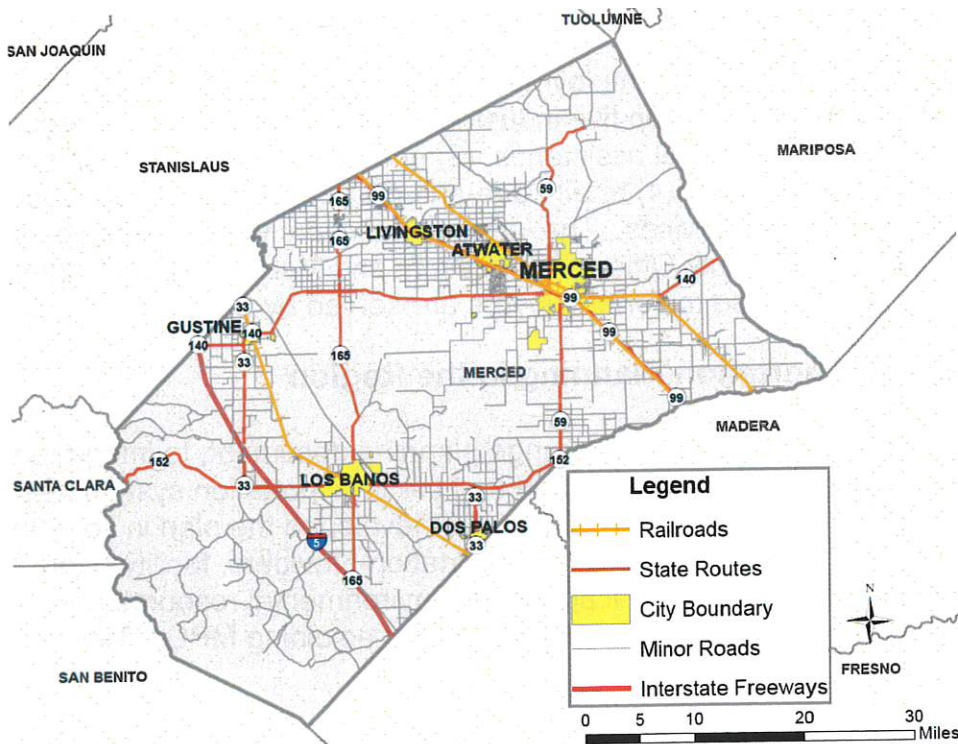 TUOLUMNE
SAN JOAQUIN
MARIPOSA
STANISLAUS
59
99
165
LIVINGSTON
165
ATWATER
MERCED
140
99
33
GUSTINE
140
99
140
33
165
MERCED
99
59
MADERA
152
152
SANTA CLARA
33
LOS BANOS
33
DOS PALOS
33
5
165
SAN BENITO
Legend
Railroads
State Routes
City Boundary
Minor Roads
Interstate Freeways
N
FRESNO
0 5 10 20 30
Miles